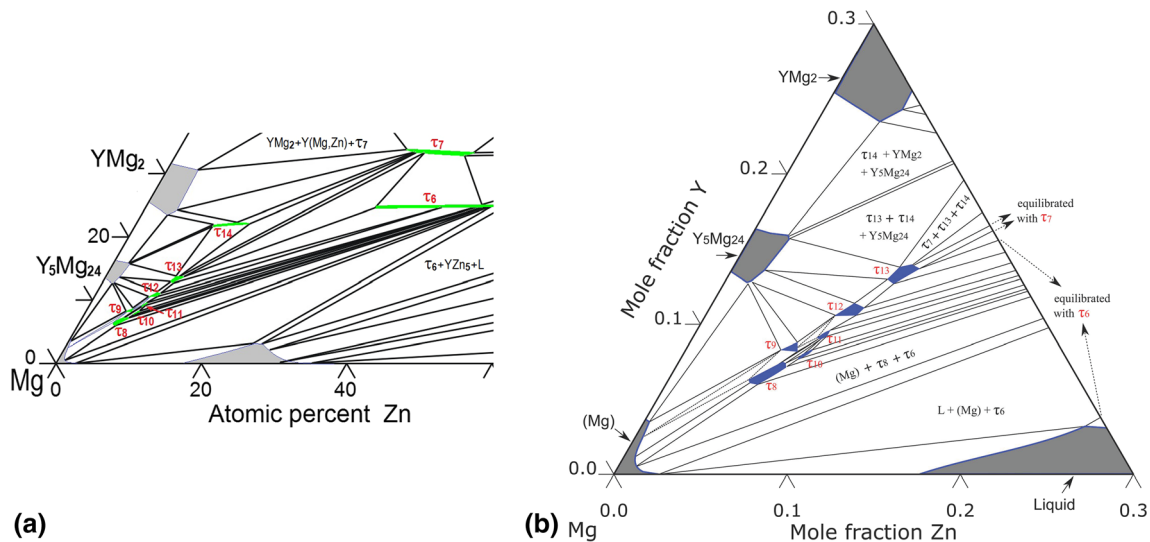 YMg2+Y(Mg,Zn)+τ7
τ7
YMg2
τ6
20
τ14
Y5Mg24
τ13
τ6+YZn5+L
τ12
τ9
τ11
τ10
τ8
0
Mg
0
20
40
Atomic percent Zn
(a)
0.3
YMg2
0.2
τ14 + YMg2
+ Y5Mg24
Mole fraction Y
Y5Mg24
τ13 + τ14
+ Y5Mg24
τ7 + τ13 + τ14
equilibrated
with τ7
τ13
0.1
τ12
equilibrated
with τ6
τ9
τ11
τ10
τ8
(Mg) + τ8 + τ6
(Mg)
L + (Mg) + τ6
0.0
Liquid
0.0
0.1
0.2
0.3
Mg
Mole fraction Zn
(b)